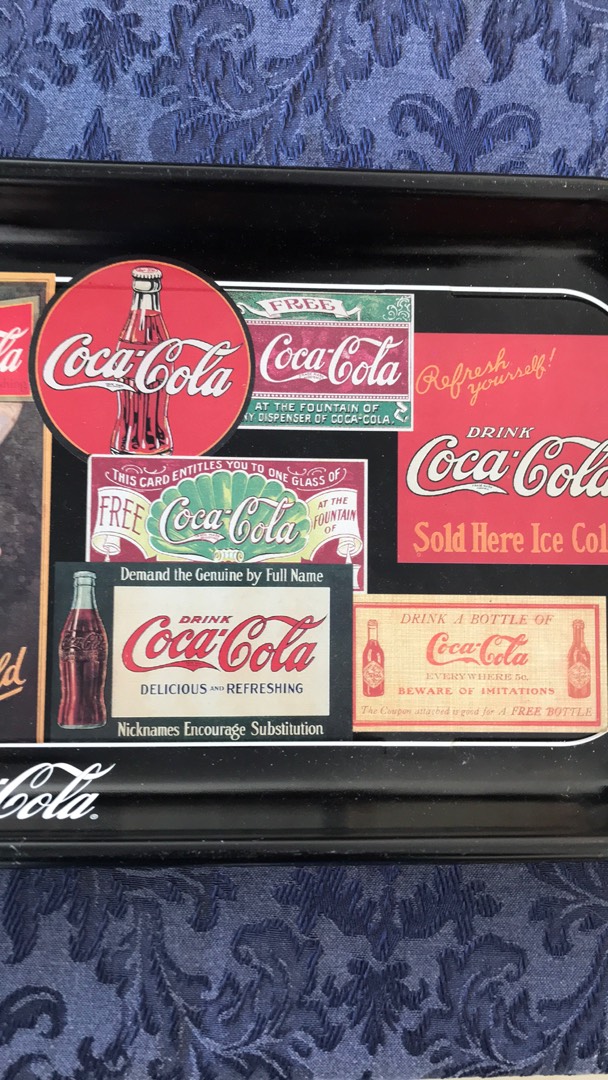 Coca-Cola
FREE
Coca-Cola
AT THE FOUNTAIN OF
DISPENSER OF COCA-COLA.
Refresh
yourself!
DRINK
Coca-Cola
Sold Here Ice
THIS CARD ENTITLES YOU TO ONE GLASS OF
FREE
Coca-Cola
AT THE
FOUNTAIN
OF
Demand the Genuine by Full Name
DRINK
Coca-Cola
DELICIOUS AND REFRESHING
Nicknames Encourage Substitution
DRINK A BOTTLE OF
Coca-Cola
EVERYWHERE 5c.
BEWARE OF IMITATIONS
The Coupon attached is good for A FREE BOTTLE
Cola